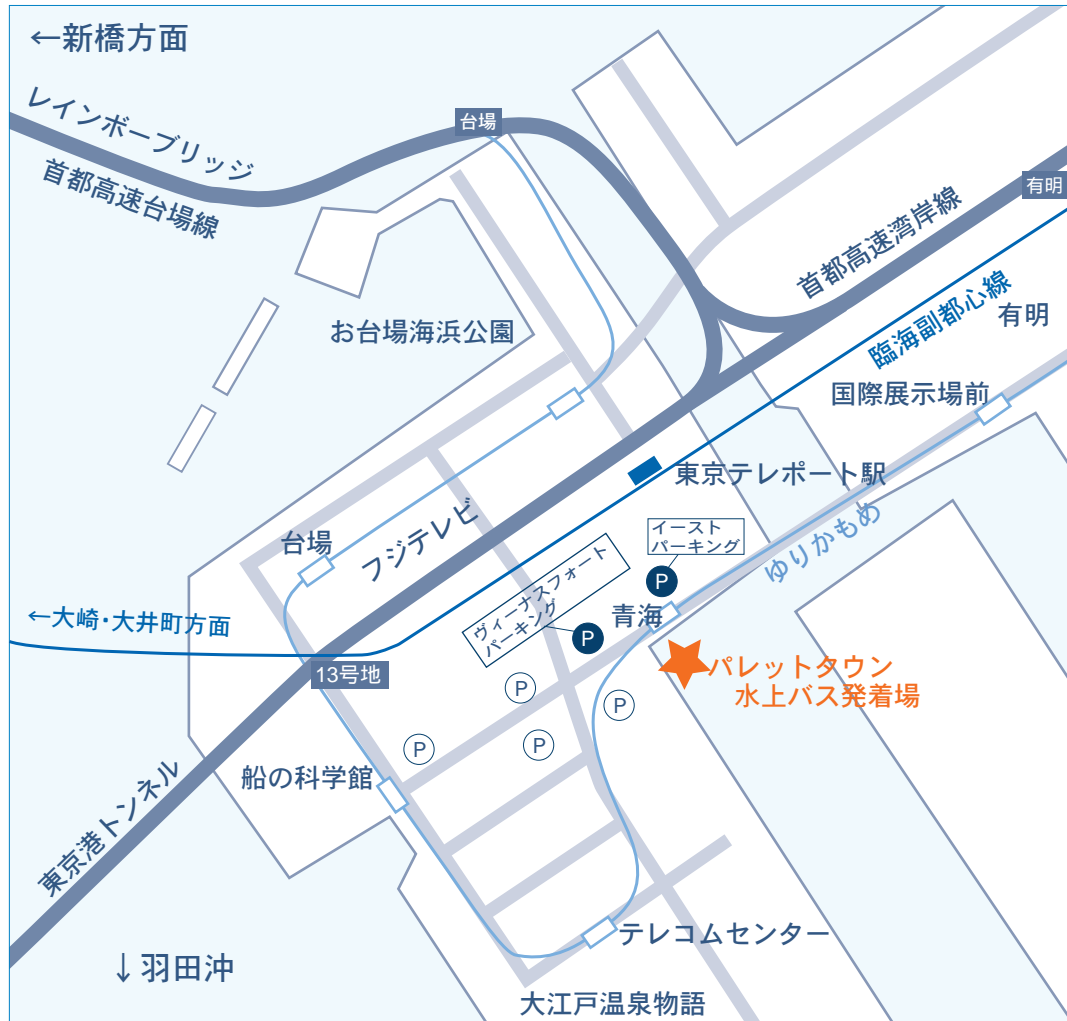 ←新橋方面
レインボーブリッジ
首都高速台場線
台場
有明
首都高速湾岸線
臨海副都心線
有明
お台場海浜公園
国際展示場前
東京テレポート駅
フジテレビ
台場
イースト
パーキング
P
ゆりかもめ
ヴィーナスフォート
パーキング
P
青海
←大崎・大井町方面
13号地
パレットタウン
水上バス発着場
P
P
P
P
船の科学館
東京港トンネル
テレコムセンター
↓羽田沖
大江戸温泉物語